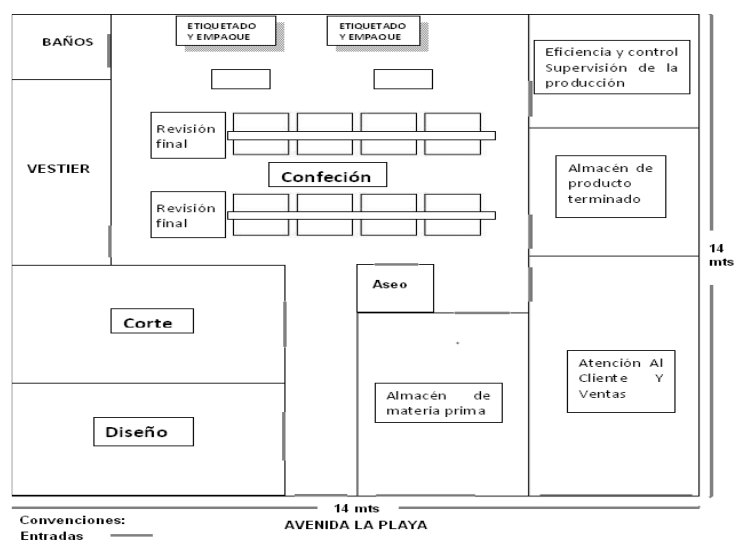 BAÑOS
ETIQUETADO
Y EMPAQUE
ETIQUETADO
Y EMPAQUE
Eficiencia y control
Supervisión de la
producción
VESTIER
Revisión
final
Confeción
Revisión
final
Almacén de
producto
terminado
14
mts
Aseo
Corte
Atención Al
Cliente Y
Ventas
Almacén de
materia prima
Diseño
14 mts
Convenciones:
AVENIDA LA PLAYA
Entradas